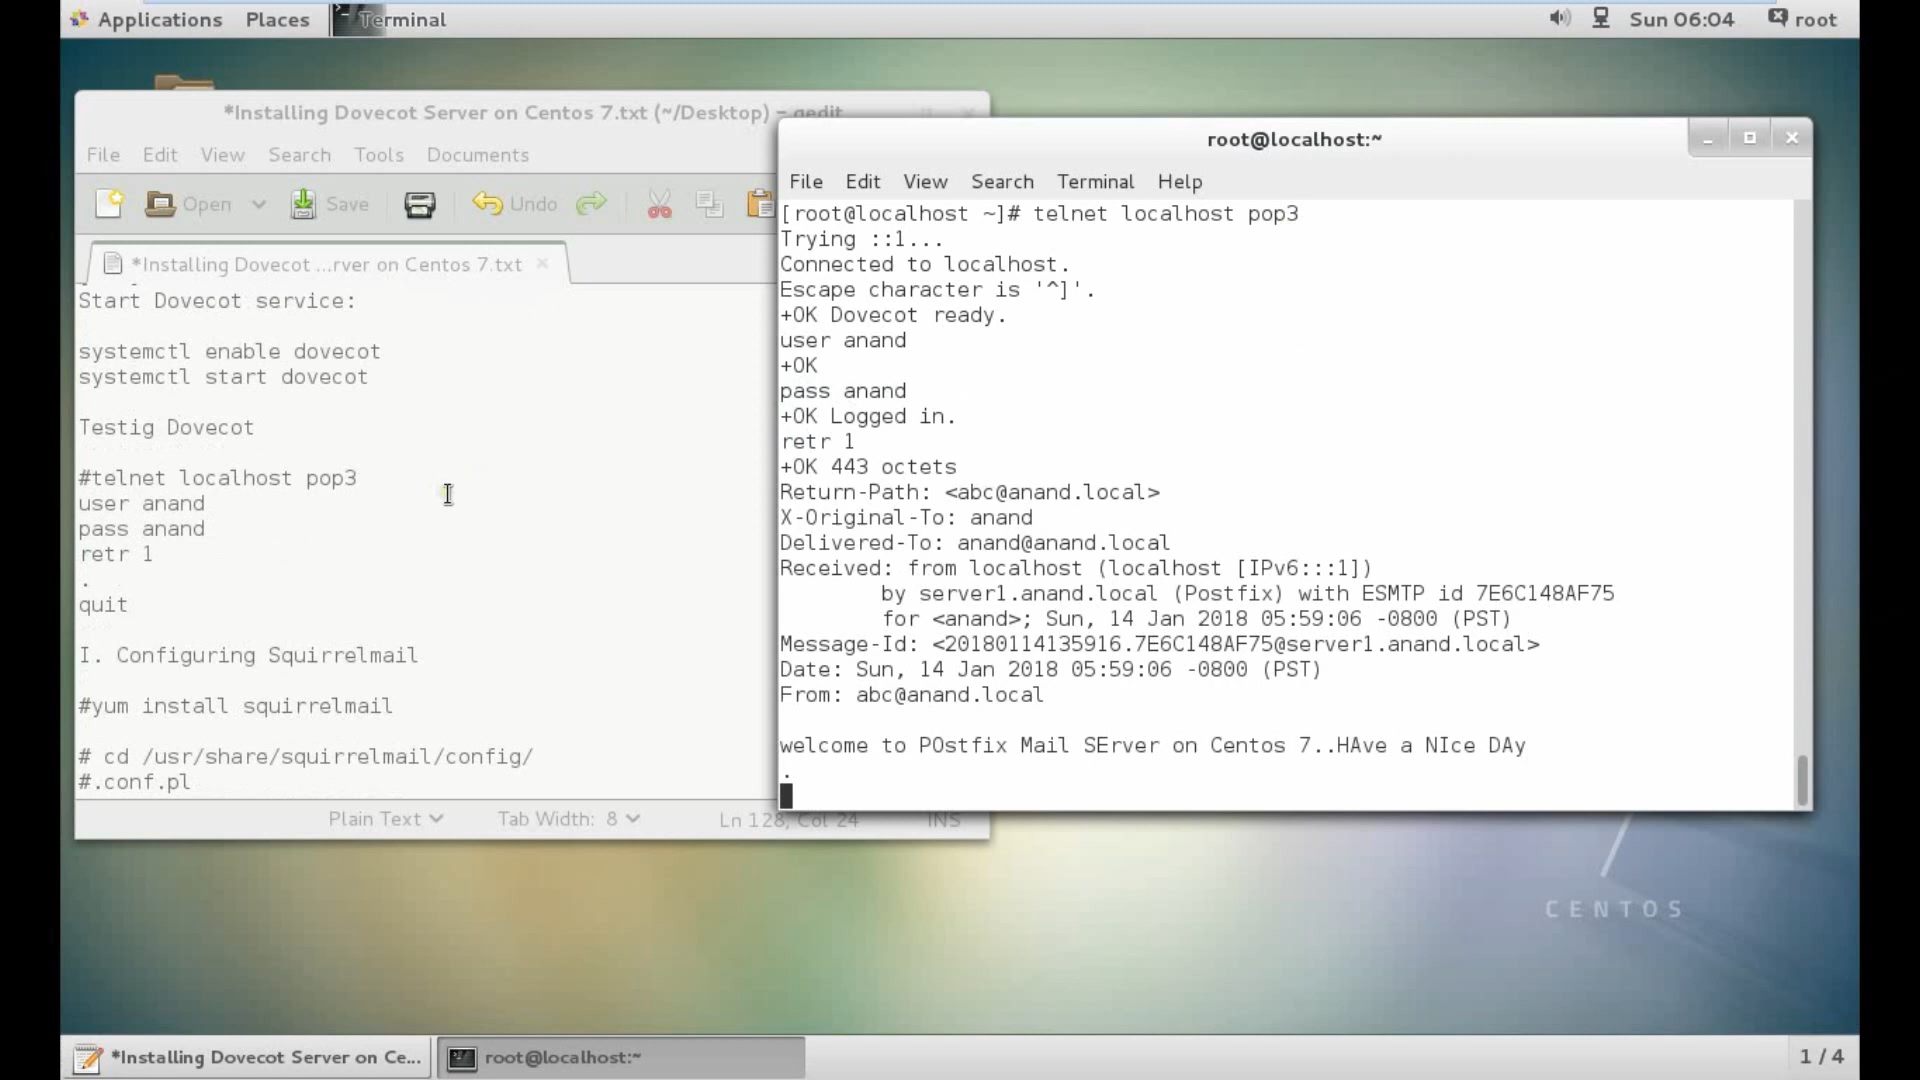 Applications Places Terminal
Sun 06:04 root
*Installing Dovecot Server on Centos 7.txt (~/Desktop) - gedit
File Edit View Search Tools Documents
Open Save Undo
*Installing Dovecot ...rver on Centos 7.txt
Start Dovecot service:
systemctl enable dovecot
systemctl start dovecot
Testig Dovecot
#telnet localhost pop3
user anand
pass anand
retr 1
.
quit
I. Configuring Squirrelmail
#yum install squirrelmail
# cd /usr/share/squirrelmail/config/
#.conf.pl
Plain Text Tab Width: 8 Ln 128, Col 24 INS
root@localhost:~
File Edit View Search Terminal Help
[root@localhost ~]# telnet localhost pop3
Trying ::1...
Connected to localhost.
Escape character is '^]'.
+OK Dovecot ready.
user anand
+OK
pass anand
+OK Logged in.
retr 1
+OK 443 octets
Return-Path: <abc@anand.local>
X-Original-To: anand
Delivered-To: anand@anand.local
Received: from localhost (localhost [IPv6:::1])
by server1.anand.local (Postfix) with ESMTP id 7E6C148AF75
for <anand>; Sun, 14 Jan 2018 05:59:06 -0800 (PST)
Message-Id: <20180114135916.7E6C148AF75@server1.anand.local>
Date: Sun, 14 Jan 2018 05:59:06 -0800 (PST)
From: abc@anand.local
welcome to POstfix Mail SErver on Centos 7..HAve a NIce DAy
.
7
CENTOS
*Installing Dovecot Server on Ce...
root@localhost:~
1 / 4